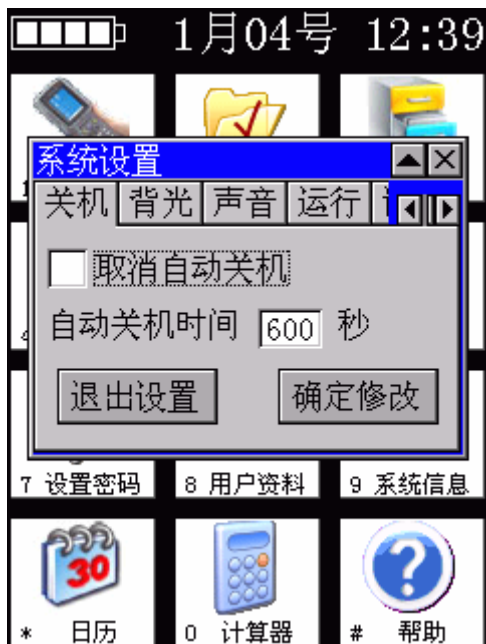 1月04号 12:39
系统设置
关机 背光 声音 运行
取消自动关机
自动关机时间 600 秒
退出设置 确定修改
7 设置密码 8 用户资料 9 系统信息
30
* 日历 0 计算器 # 帮助